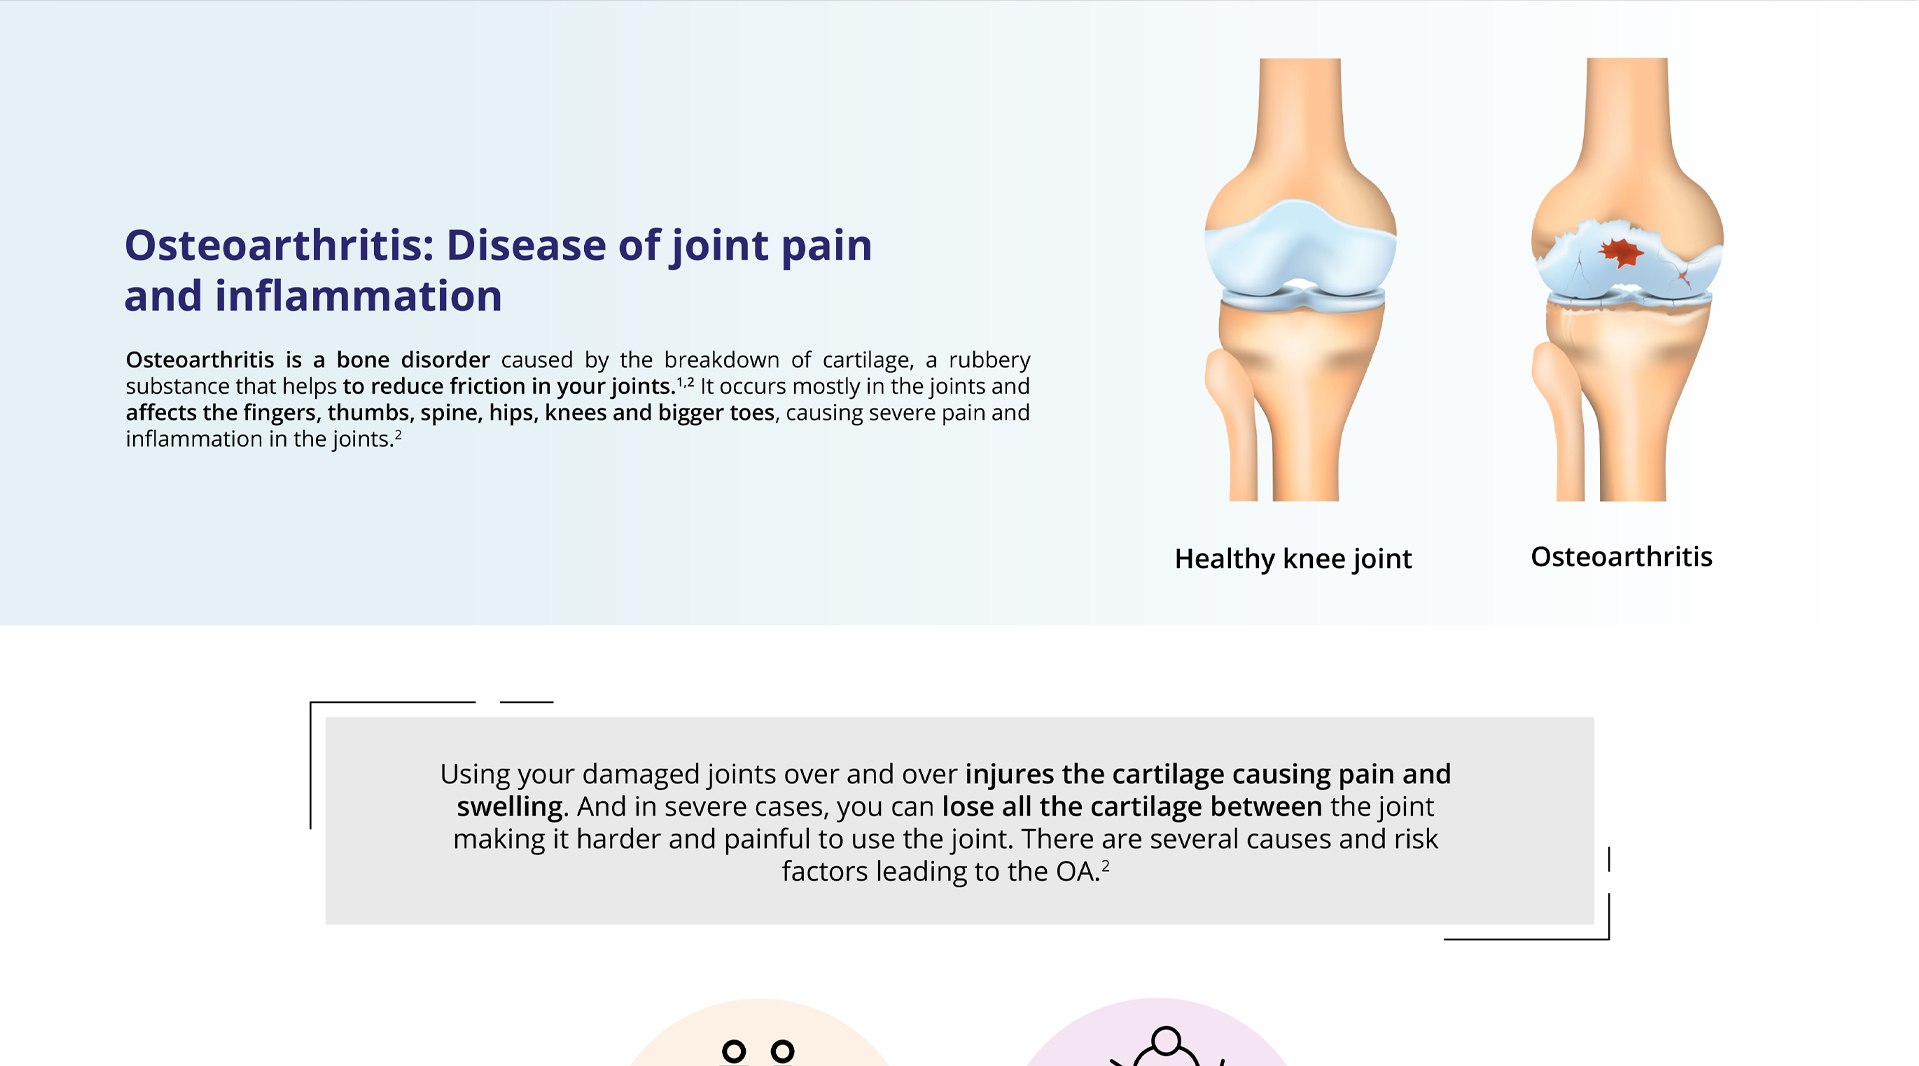 Osteoarthritis: Disease of joint pain
and inflammation
Osteoarthritis is a bone disorder caused by the breakdown of cartilage, a rubbery
substance that helps to reduce friction in your joints.¹,² It occurs mostly in the joints and
affects the fingers, thumbs, spine, hips, knees and bigger toes, causing severe pain and
inflammation in the joints.²
Healthy knee joint
Osteoarthritis
Using your damaged joints over and over injures the cartilage causing pain and
swelling. And in severe cases, you can lose all the cartilage between the joint
making it harder and painful to use the joint. There are several causes and risk
factors leading to the OA.²